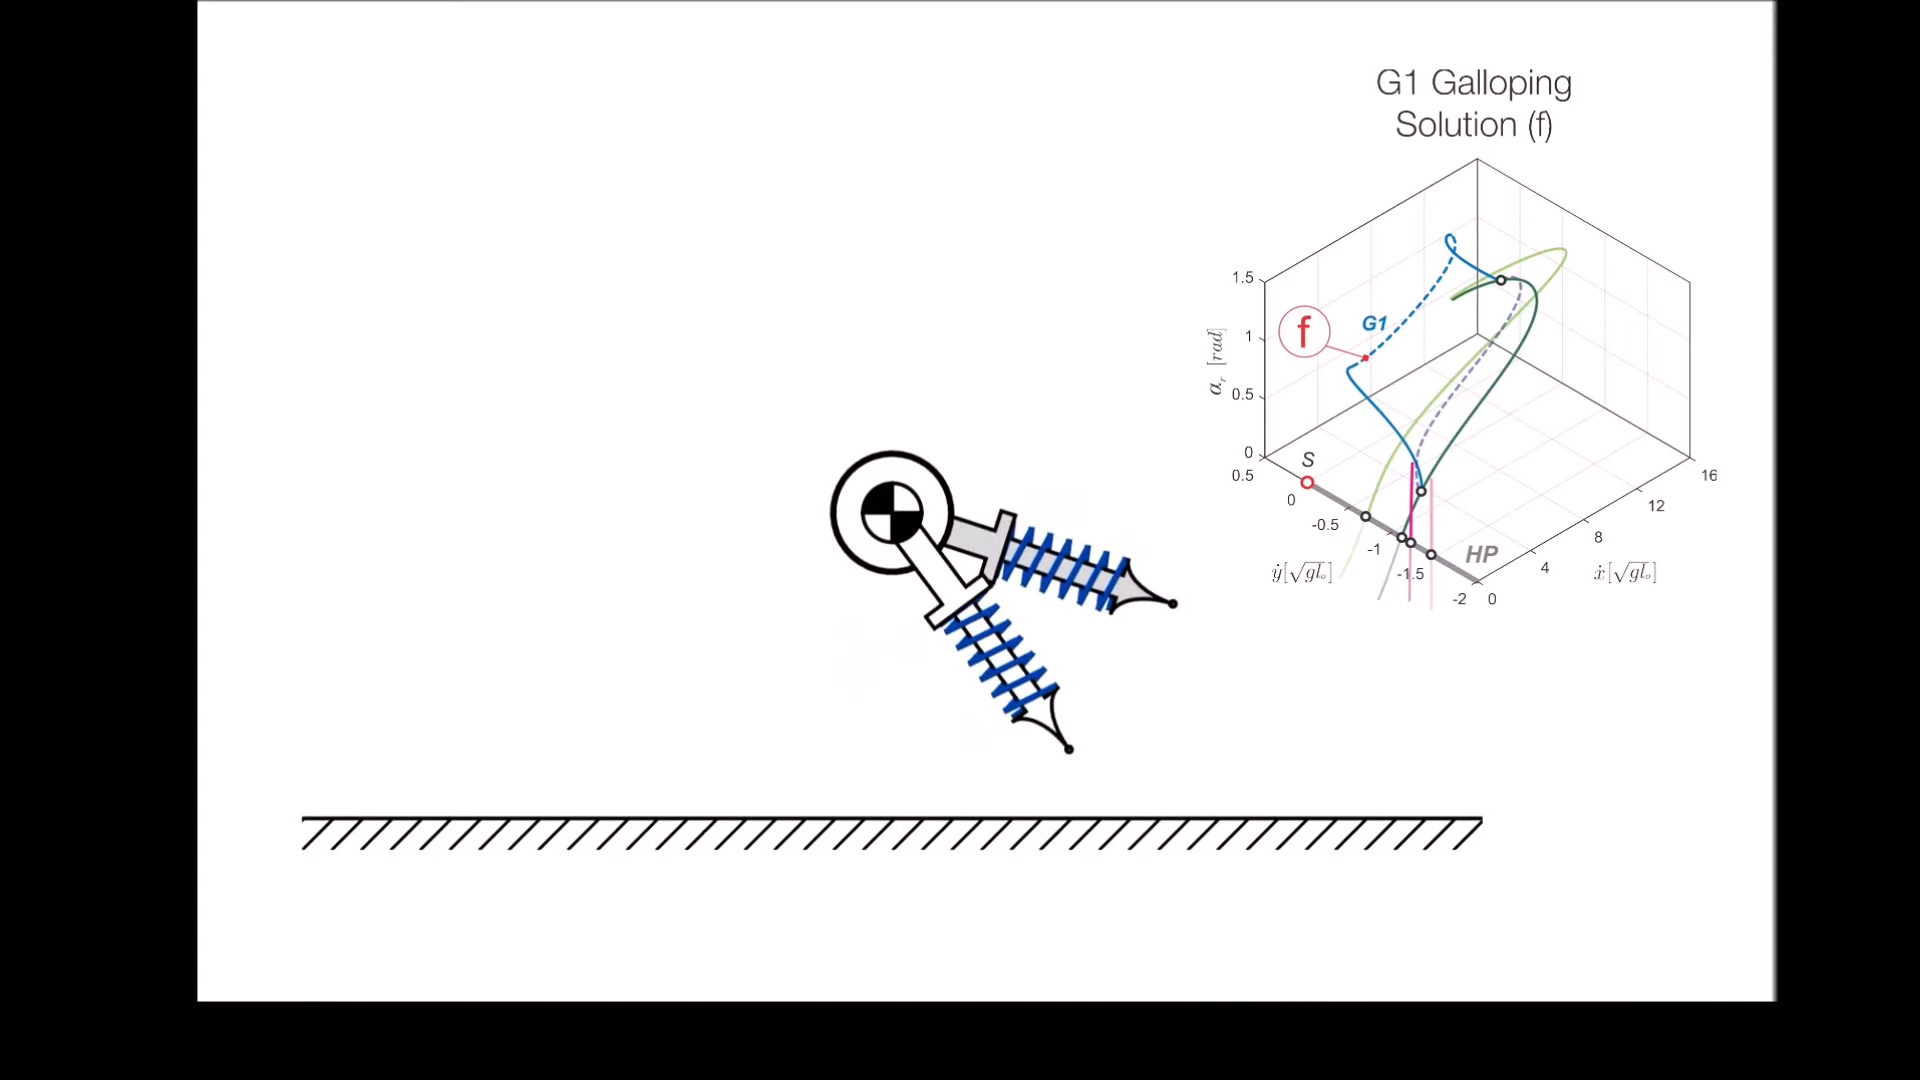 G1 Galloping
Solution (f)
1.5
1
0.5
0
α_r [rad]
f
G1
S
HP
0.5
0
-0.5
-1
-1.5
-2
ẏ[√gl₀]
0
4
8
12
16
ẋ[√gl₀]